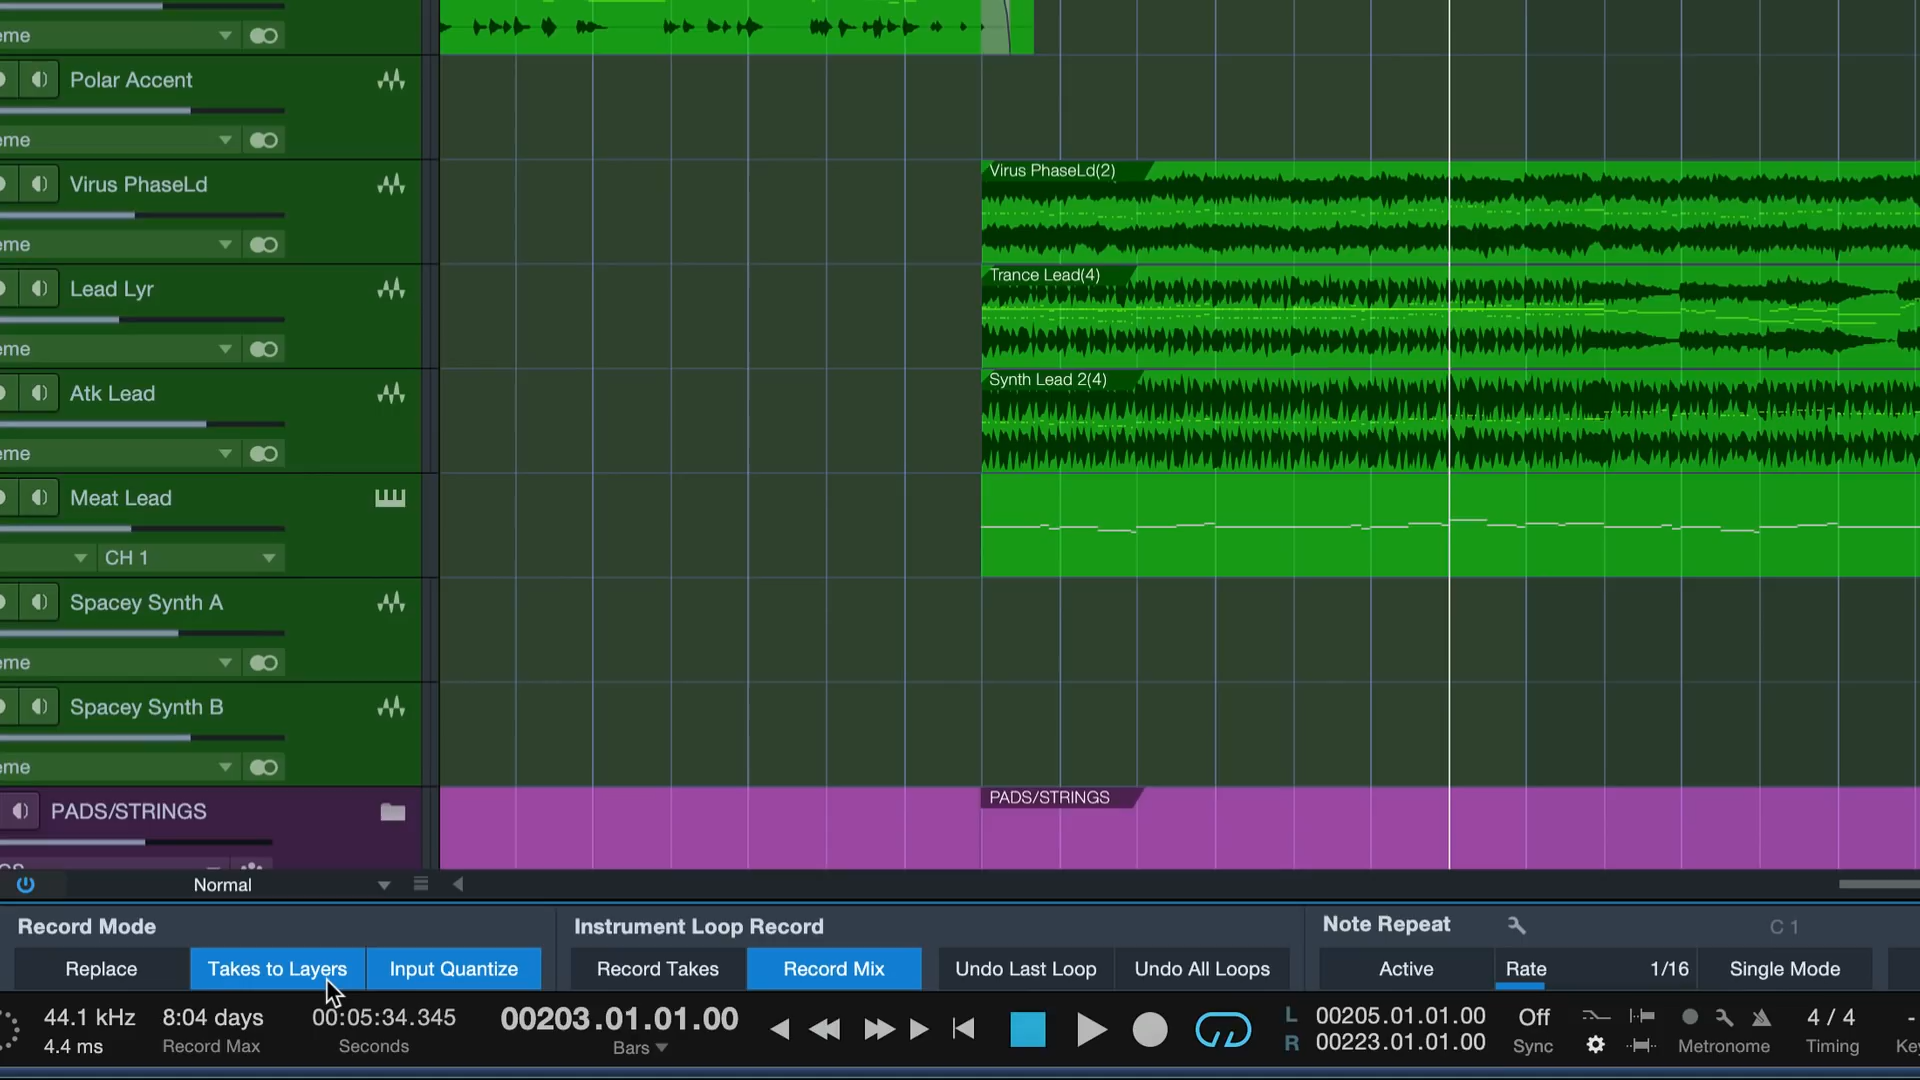 eme
Polar Accent
eme
Virus PhaseLd
eme
Virus PhaseLd(2)
Lead Lyr
eme
Trance Lead(4)
Atk Lead
eme
Synth Lead 2(4)
Meat Lead
CH 1
Spacey Synth A
eme
Spacey Synth B
eme
PADS/STRINGS
PADS/STRINGS
Normal
Record Mode
Replace
Takes to Layers
Input Quantize
Instrument Loop Record
Record Takes
Record Mix
Undo Last Loop
Undo All Loops
Note Repeat
C 1
Active
Rate
1/16
Single Mode
44.1 kHz
4.4 ms
8:04 days
Record Max
00:05:34.345
Seconds
00203.01.01.00
Bars
L 00205.01.01.00
R 00223.01.01.00
Off
Sync
Metronome
4 / 4
Timing
-
Key